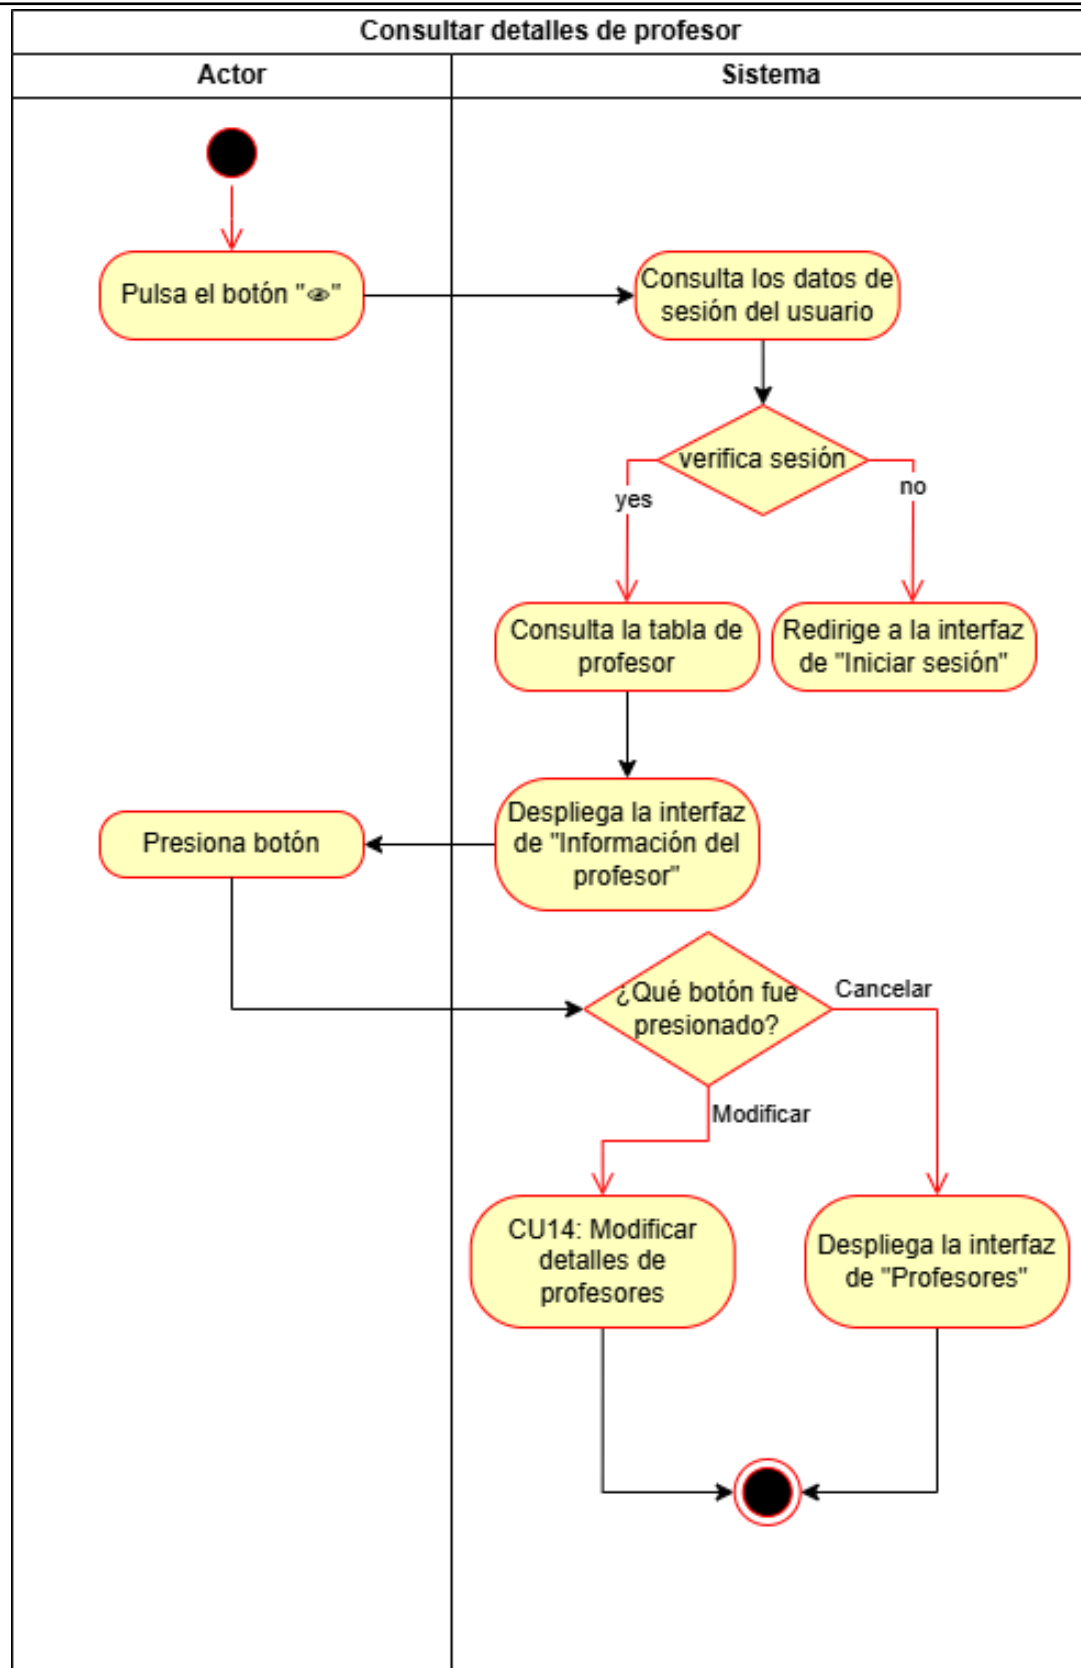 Consultar detalles de profesor
Actor
Sistema
Pulsa el botón "👁"
Consulta los datos de
sesión del usuario
verifica sesión
yes
no
Consulta la tabla de
profesor
Redirige a la interfaz
de "Iniciar sesión"
Despliega la interfaz
de "Información del
profesor"
Presiona botón
¿Qué botón fue
presionado?
Cancelar
Modificar
CU14: Modificar
detalles de
profesores
Despliega la interfaz
de "Profesores"